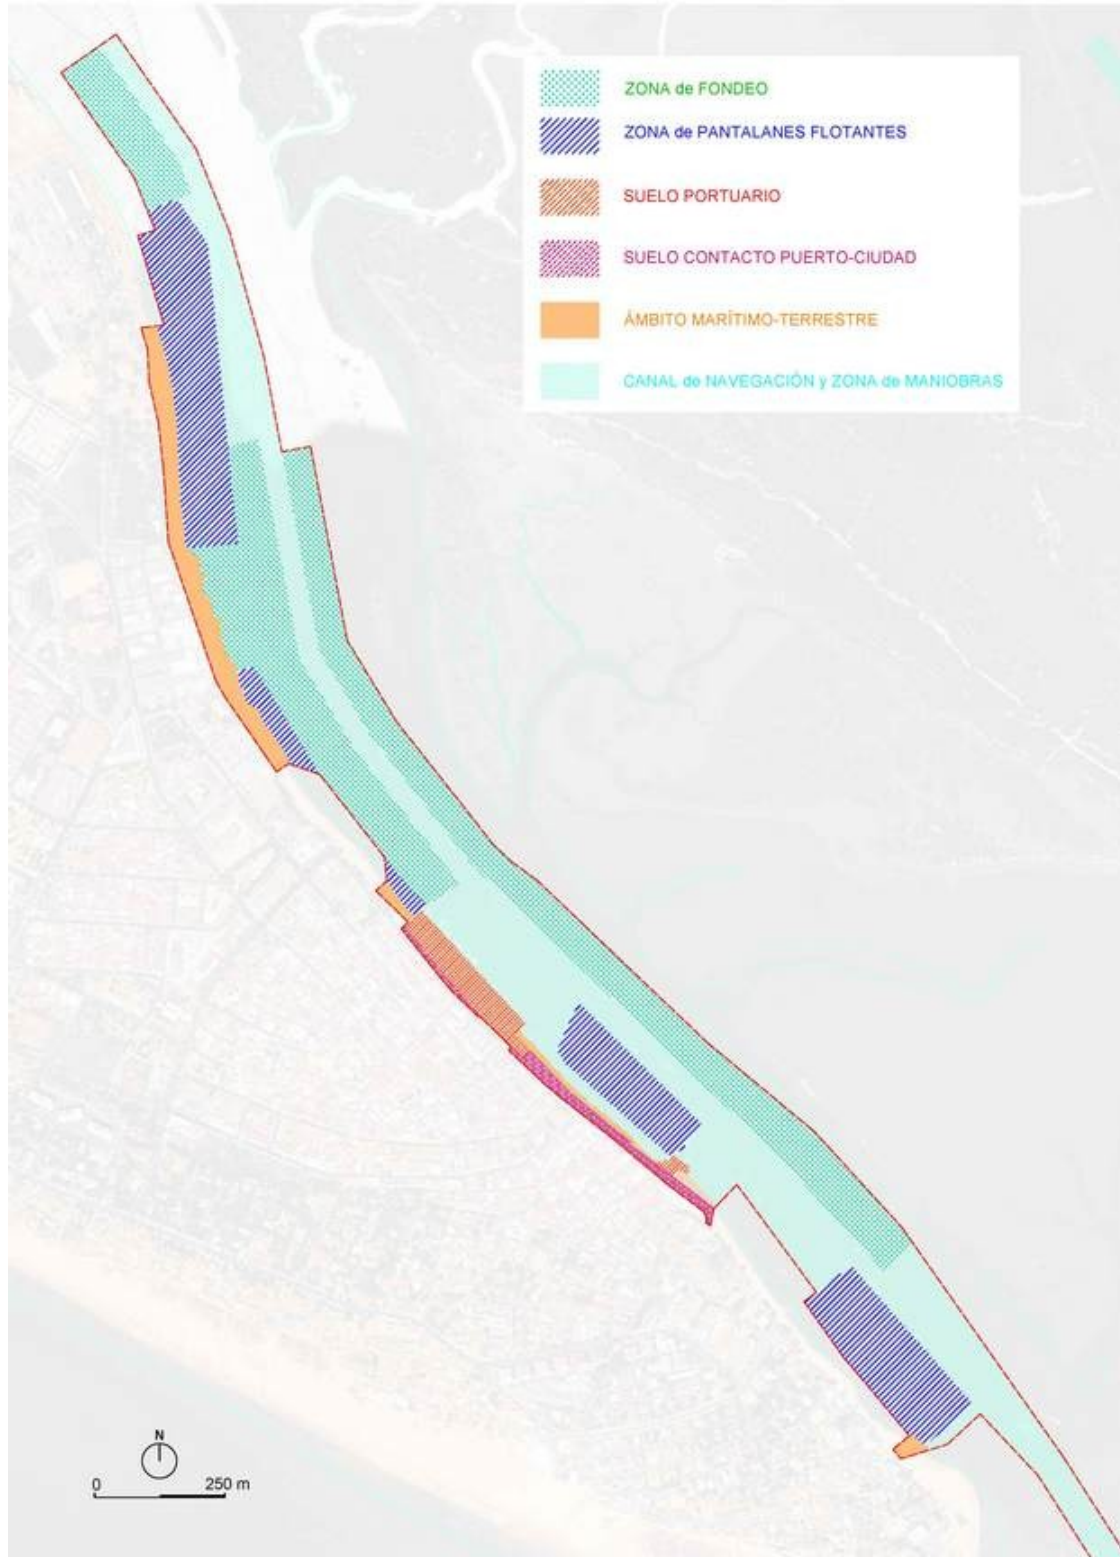 ZONA de FONDEO
ZONA de PANTALANES FLOTANTES
SUELO PORTUARIO
SUELO CONTACTO PUERTO-CIUDAD
ÁMBITO MARÍTIMO-TERRESTRE
CANAL de NAVEGACIÓN y ZONA de MANIOBRAS
N
0 250 m